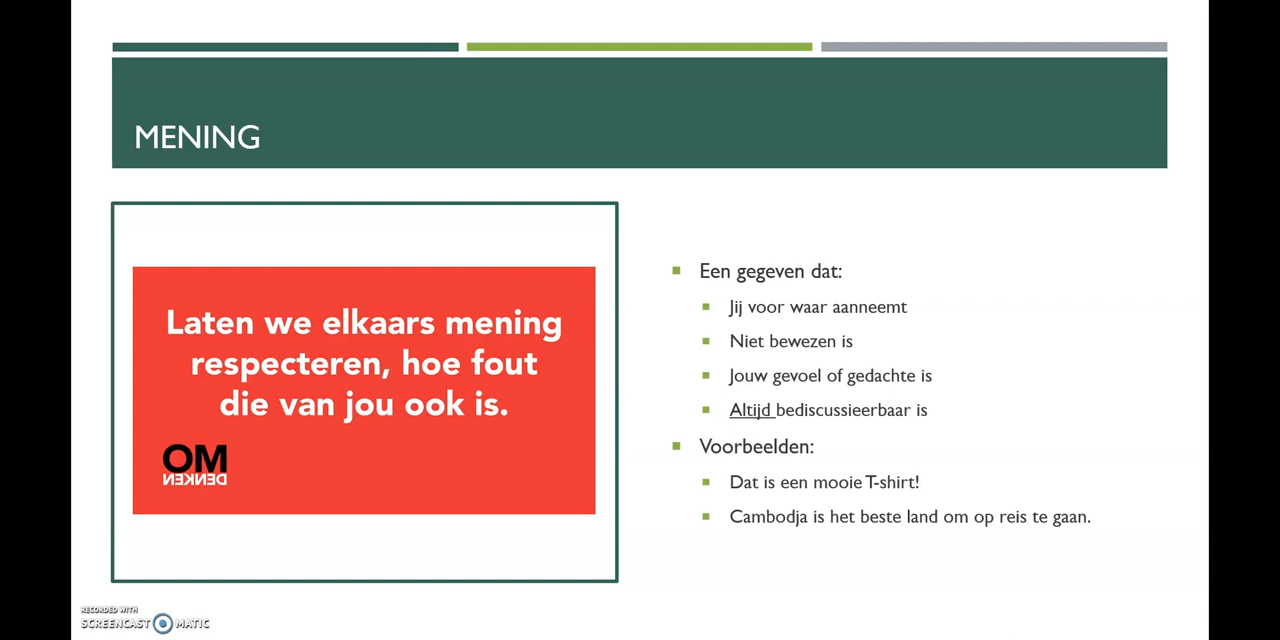 MENING
Laten we elkaars mening
respecteren, hoe fout
die van jou ook is.
OM
DENKEN
Een gegeven dat:
Jij voor waar aanneemt
Niet bewezen is
Jouw gevoel of gedachte is
Altijd bediscussieerbaar is
Voorbeelden:
Dat is een mooie T-shirt!
Cambodja is het beste land om op reis te gaan.
RECORDED WITH
SCREENCAST MATIC